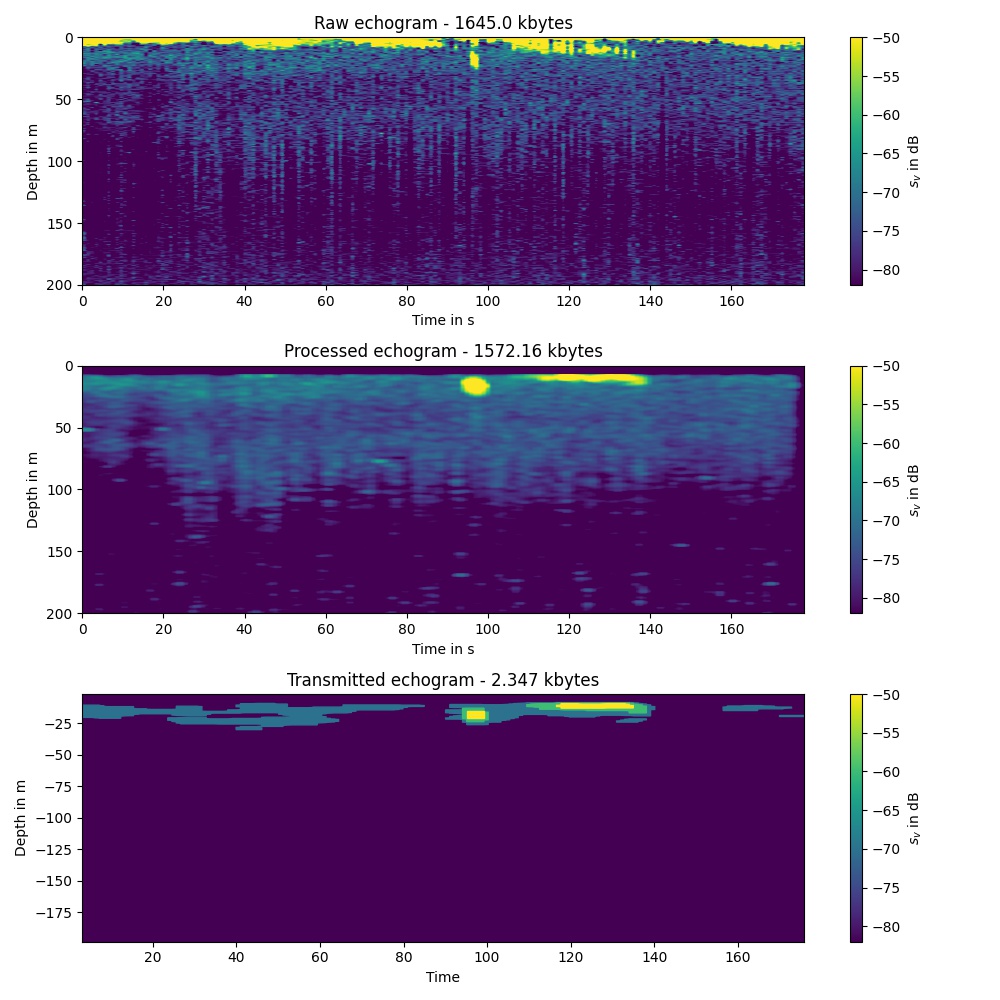 Raw echogram - 1645.0 kbytes
0
50
100
150
200
Depth in m
0 20 40 60 80 100 120 140 160
Time in s
−50
−55
−60
−65
−70
−75
−80
sᵥ in dB
Processed echogram - 1572.16 kbytes
0
50
100
150
200
Depth in m
0 20 40 60 80 100 120 140 160
Time in s
−50
−55
−60
−65
−70
−75
−80
sᵥ in dB
Transmitted echogram - 2.347 kbytes
−25
−50
−75
−100
−125
−150
−175
Depth in m
20 40 60 80 100 120 140 160
Time
−50
−55
−60
−65
−70
−75
−80
sᵥ in dB